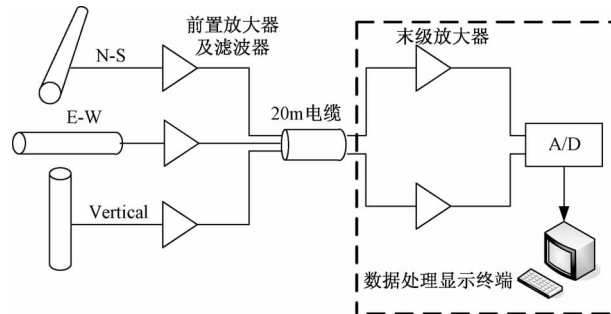 N-S
前置放大器
及滤波器
末级放大器
E-W
20m电缆
A/D
Vertical
数据处理显示终端